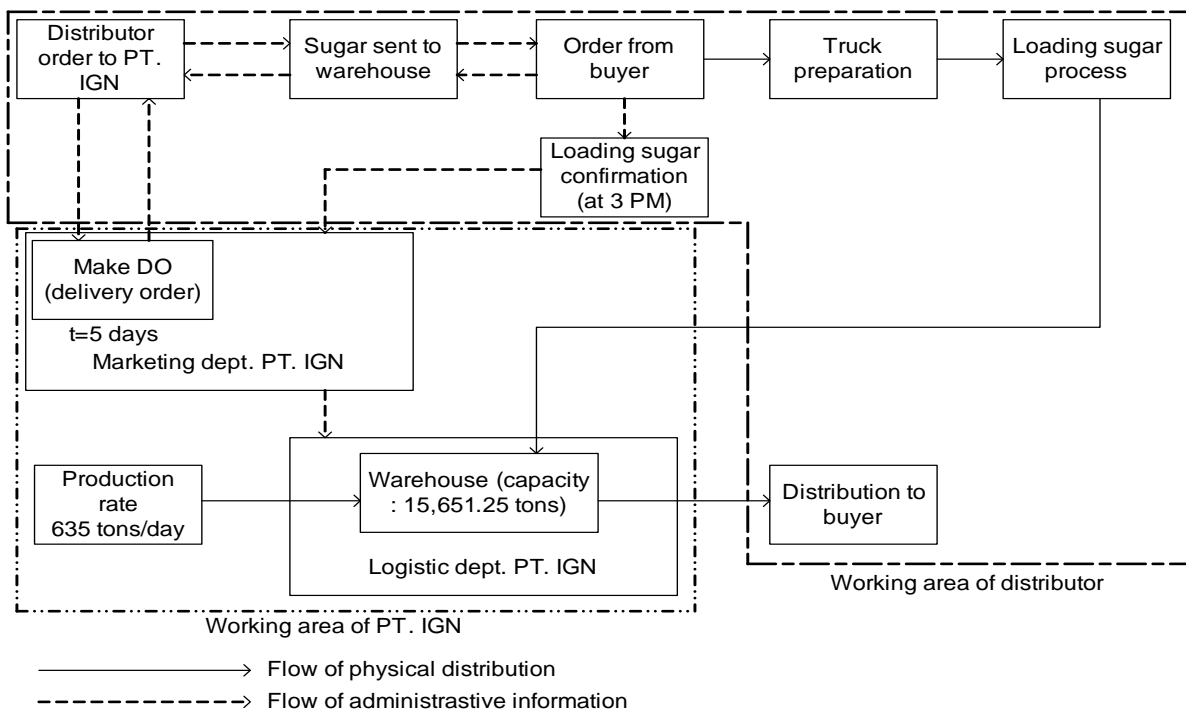 Distributor
order to PT.
IGN
Sugar sent to
warehouse
Order from
buyer
Truck
preparation
Loading sugar
process
Loading sugar
confirmation
(at 3 PM)
Make DO
(delivery order)
t=5 days
Marketing dept. PT. IGN
Production
rate
635 tons/day
Warehouse (capacity
: 15,651.25 tons)
Logistic dept. PT. IGN
Distribution to
buyer
Working area of distributor
Working area of PT. IGN
Flow of physical distribution
Flow of administrastive information